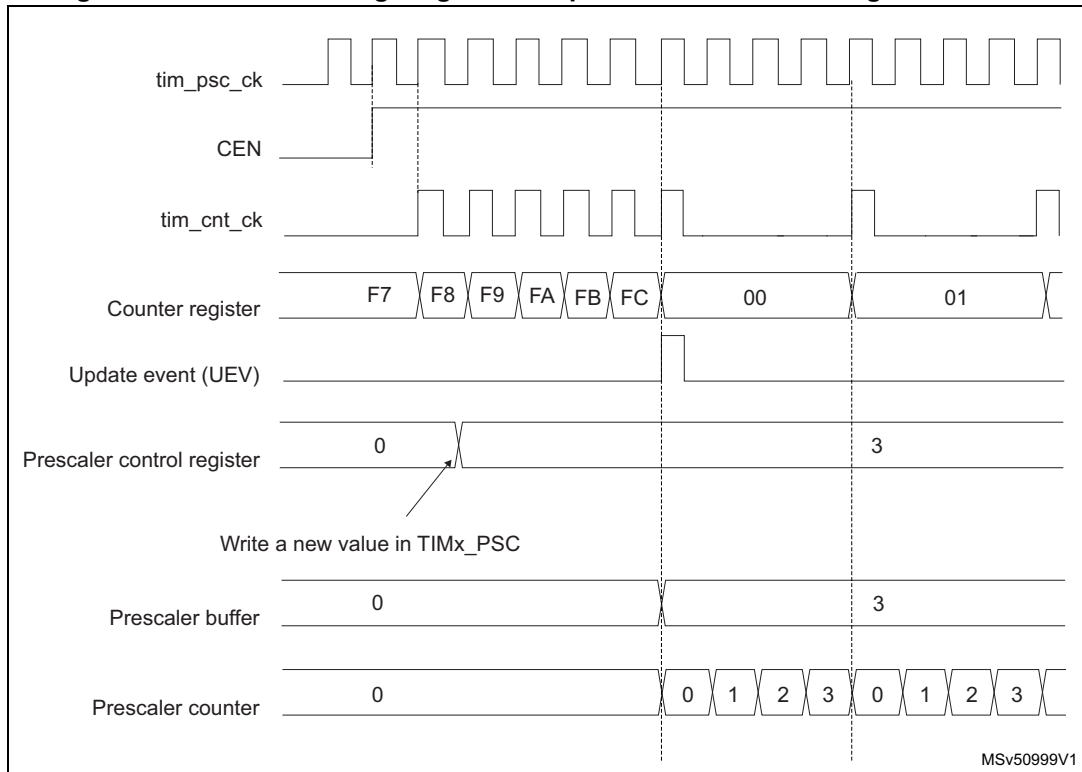 tim_psc_ck
CEN
tim_cnt_ck
Counter register F7 F8 F9 FA FB FC 00 01
Update event (UEV)
Prescaler control register 0 3
Write a new value in TIMx_PSC
Prescaler buffer 0 3
Prescaler counter 0 0 1 2 3 0 1 2 3
MSv50999V1